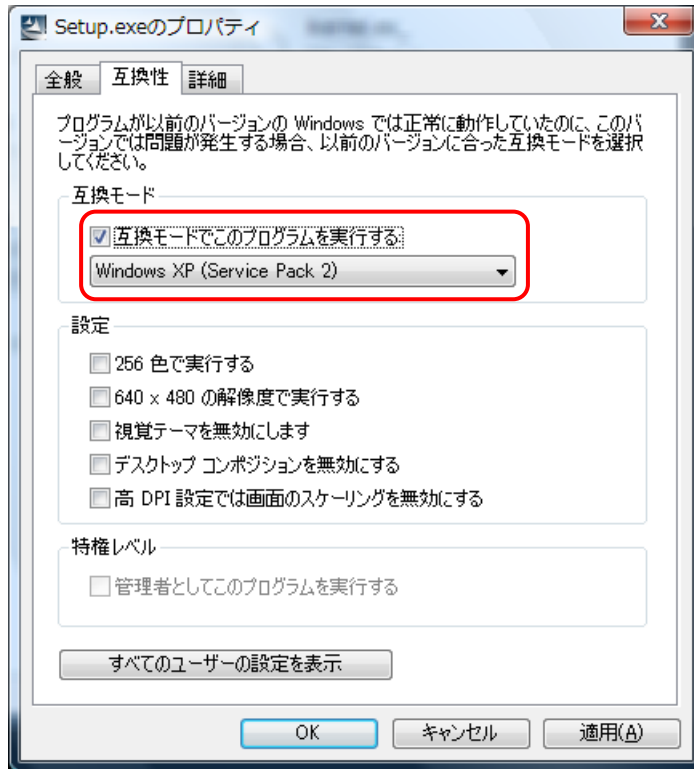 Setup.exeのプロパティ
全般 互換性 詳細
プログラムが以前のバージョンの Windows では正常に動作していたのに、このバ
ージョンでは問題が発生する場合、以前のバージョンに合った互換モードを選択
してください。
互換モード
互換モードでこのプログラムを実行する:
Windows XP (Service Pack 2)
設定
256 色で実行する
640 x 480 の解像度で実行する
視覚テーマを無効にします
デスクトップ コンポジションを無効にする
高 DPI 設定では画面のスケーリングを無効にする
特権レベル
管理者としてこのプログラムを実行する
すべてのユーザーの設定を表示
OK キャンセル 適用(A)